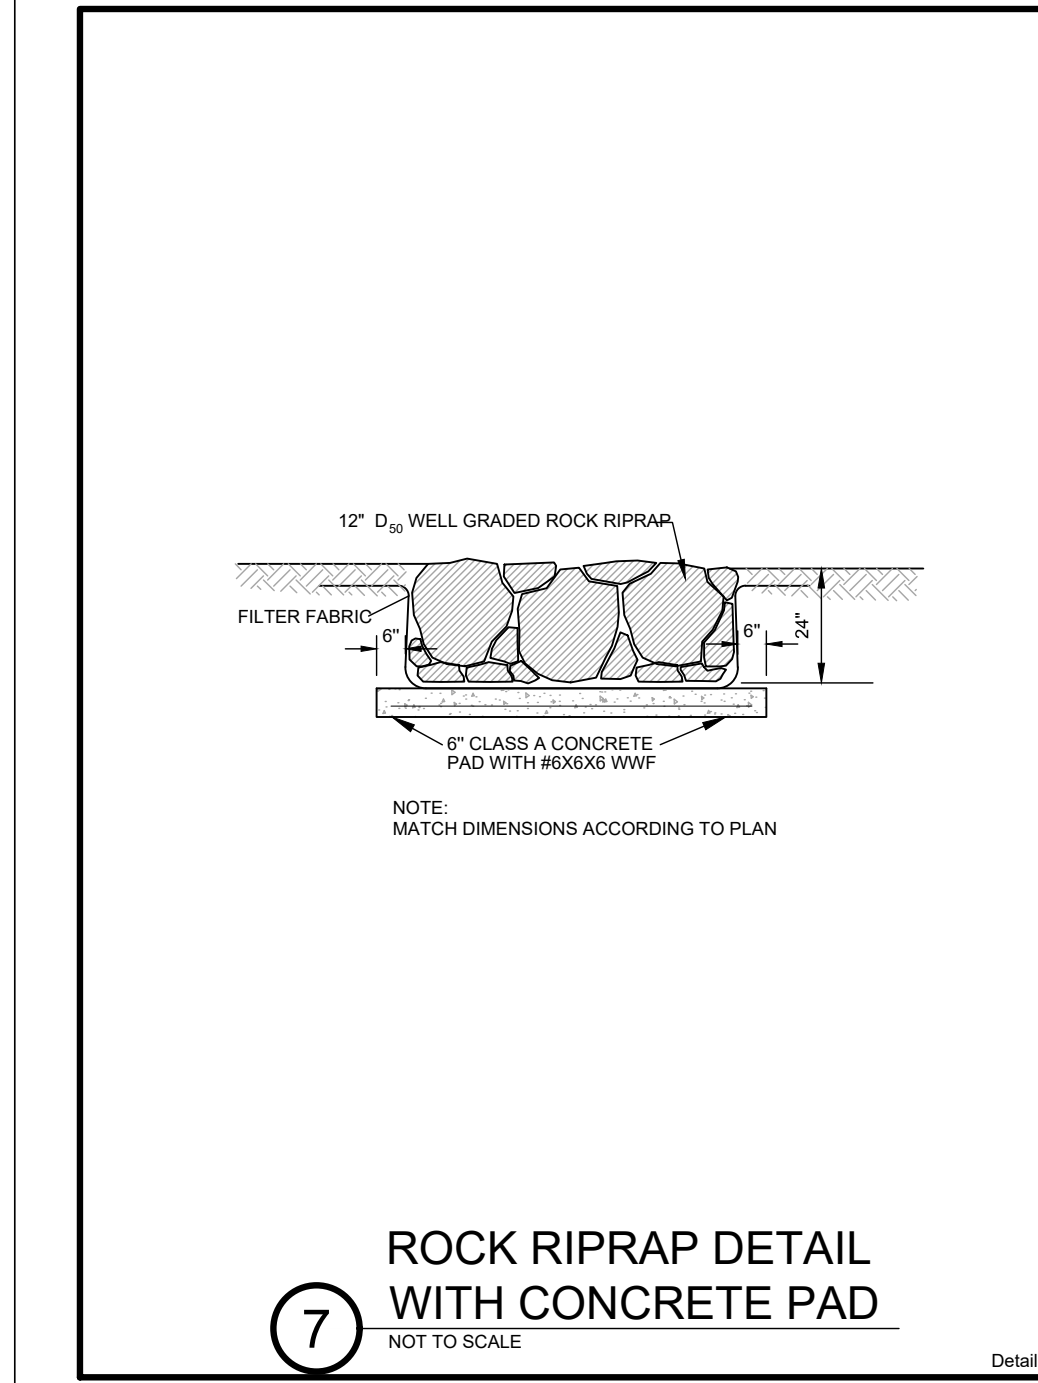 12" D50 WELL GRADED ROCK RIPRAP
FILTER FABRIC
6"
6"
24"
6" CLASS A CONCRETE
PAD WITH #6X6X6 WWF
NOTE:
MATCH DIMENSIONS ACCORDING TO PLAN
ROCK RIPRAP DETAIL
WITH CONCRETE PAD
7
NOT TO SCALE
Detail